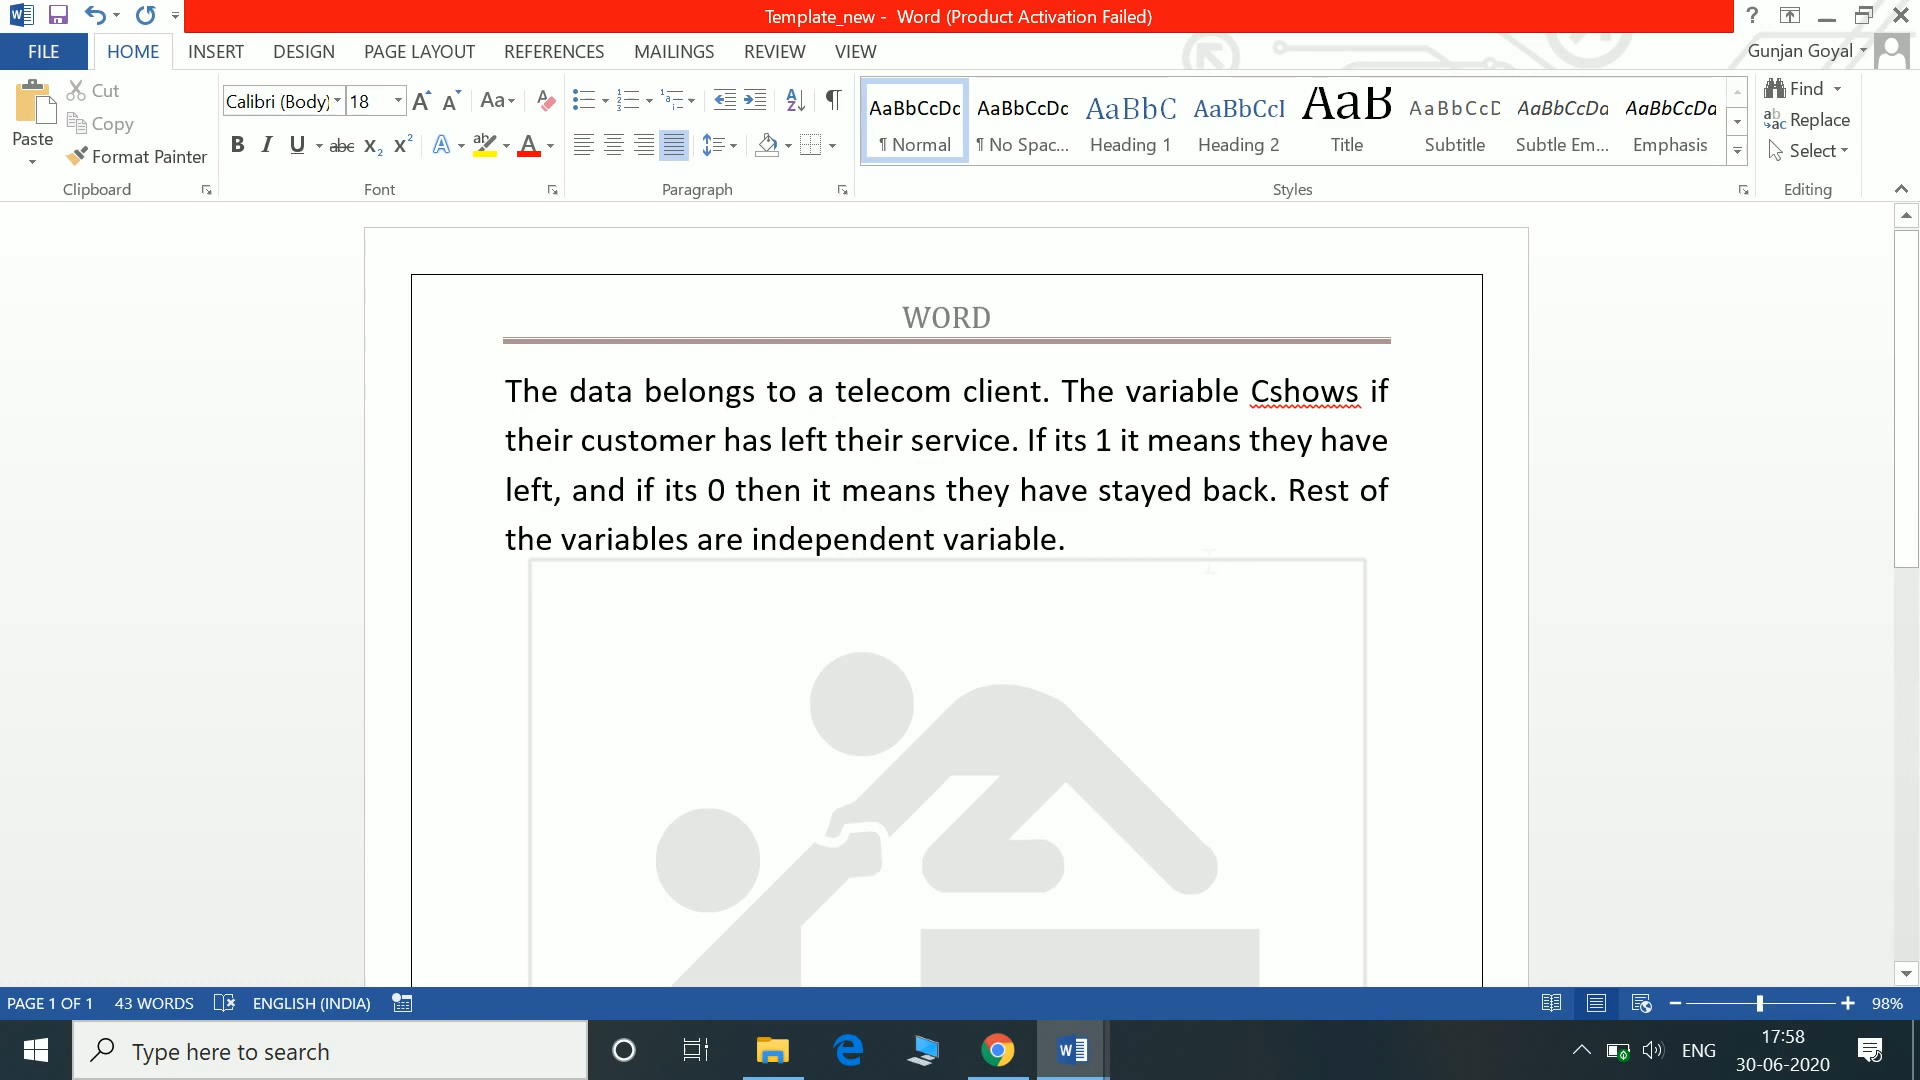 Template_new - Word (Product Activation Failed)
FILE HOME INSERT DESIGN PAGE LAYOUT REFERENCES MAILINGS REVIEW VIEW Gunjan Goyal
Paste
Cut
Copy
Format Painter
Clipboard
Calibri (Body) 18
Font
Paragraph
AaBbCcDc AaBbCcDc AaBbC AaBbCcI AaB AaBbCcD AaBbCcDa AaBbCcDa
¶ Normal ¶ No Spac... Heading 1 Heading 2 Title Subtitle Subtle Em... Emphasis
Styles
Find
Replace
Select
Editing
WORD
The data belongs to a telecom client. The variable Cshows if
their customer has left their service. If its 1 it means they have
left, and if its 0 then it means they have stayed back. Rest of
the variables are independent variable.
PAGE 1 OF 1 43 WORDS ENGLISH (INDIA) 98%
Type here to search
ENG
17:58
30-06-2020